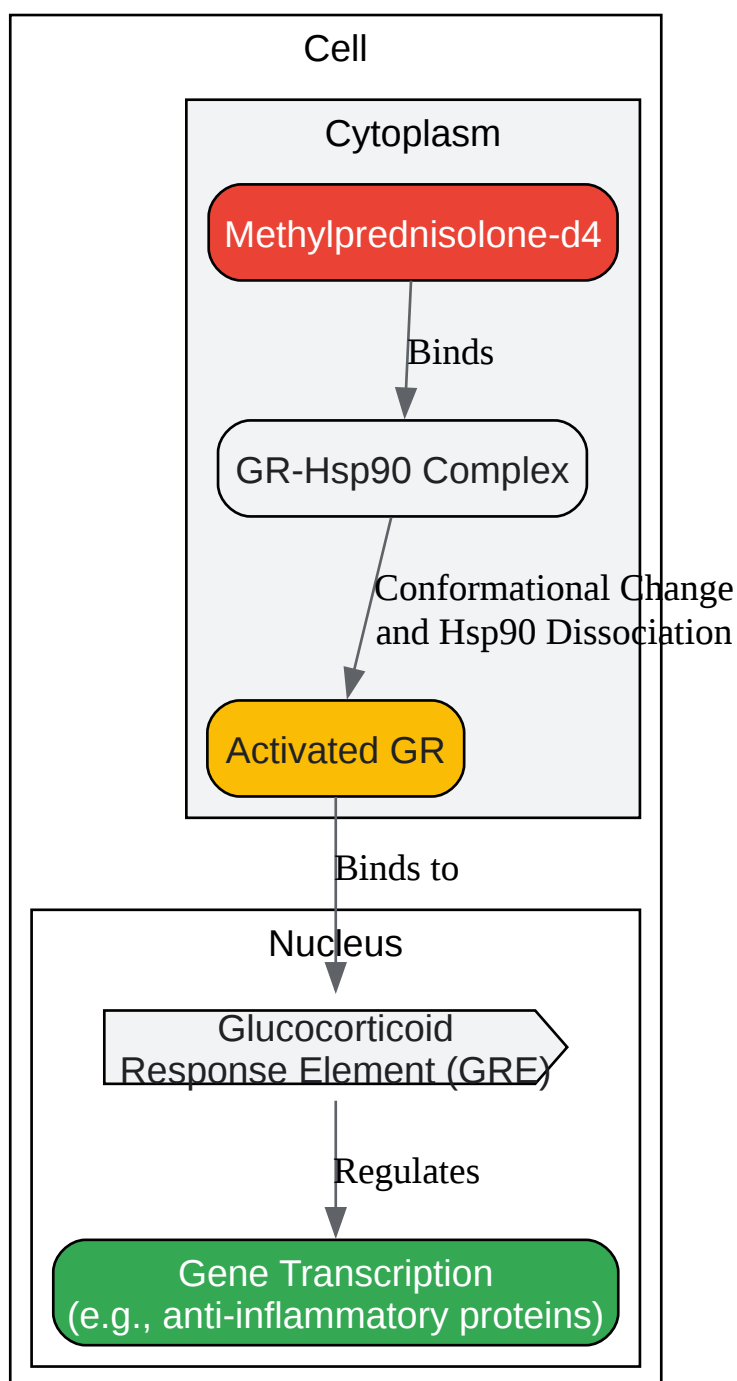 Cell
Cytoplasm
Methylprednisolone-d4
Binds
GR-Hsp90 Complex
Conformational Change
and Hsp90 Dissociation
Activated GR
Binds to
Nucleus
Glucocorticoid
Response Element (GRE)
Regulates
Gene Transcription
(e.g., anti-inflammatory proteins)